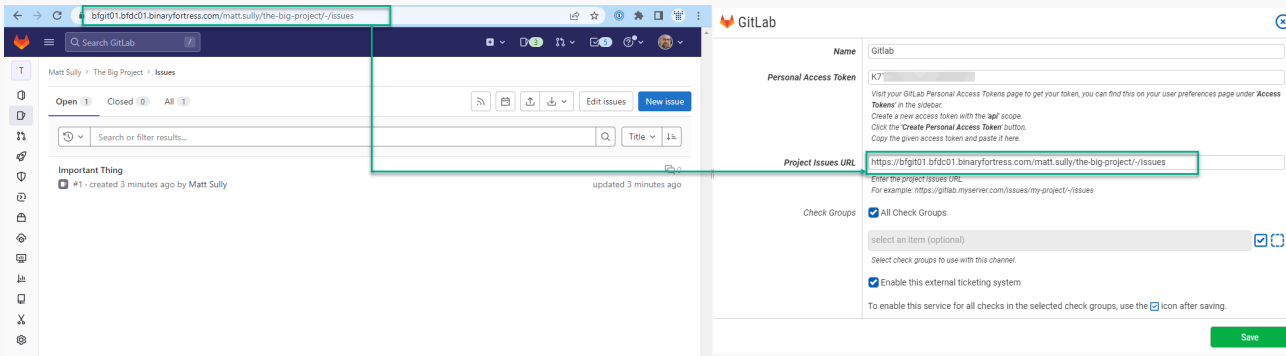 bfgit01.bfdc01.binaryfortress.com/matt.sully/the-big-project/-/issues
Search GitLab
/
3
5
T
Matt Sully > The Big Project > Issues
Open 1 Closed 0 All 1
Edit issues
New issue
Search or filter results...
Title
Important Thing
0
#1 · created 3 minutes ago by Matt Sully
updated 3 minutes ago
GitLab
Name
Gitlab
Personal Access Token
Visit your GitLab Personal Access Tokens page to get your token, you can find this on your user preferences page under 'Access
Tokens' in the sidebar.
Create a new access token with the 'api' scope.
Click the 'Create Personal Access Token' button.
Copy the given access token and paste it here.
Project Issues URL
https://bfgit01.bfdc01.binaryfortress.com/matt.sully/the-big-project/-/issues
Enter the project issues URL.
For example: https://gitlab.myserver.com/issues/my-project/-/issues
Check Groups
All Check Groups
select an item (optional)
Select check groups to use with this channel.
Enable this external ticketing system
To enable this service for all checks in the selected check groups, use the icon after saving.
Save